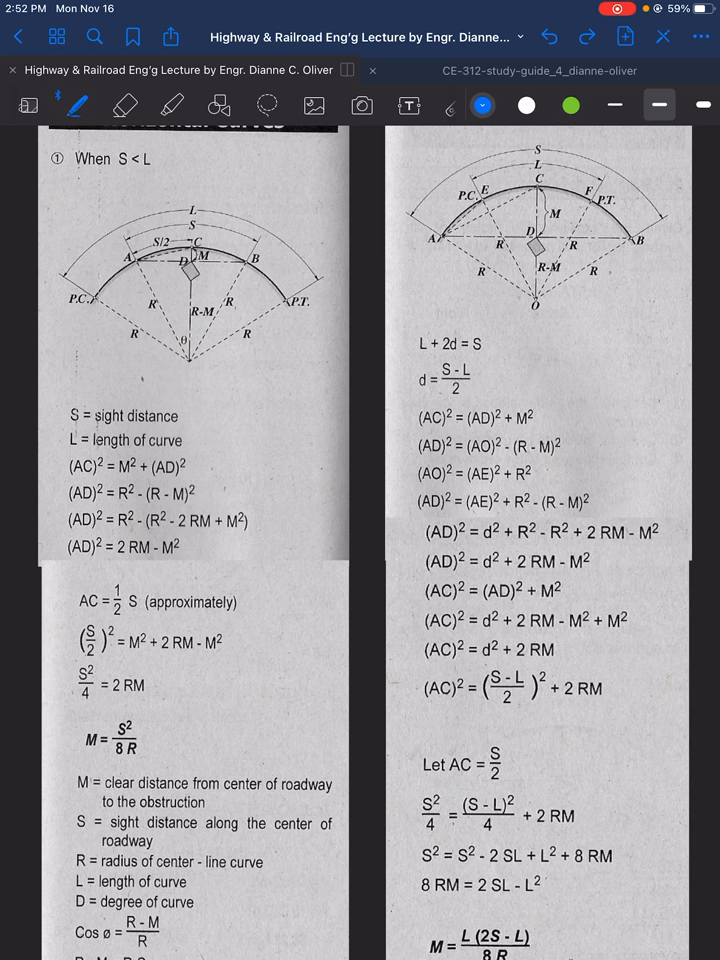 2:52 PM Mon Nov 16
59%
Highway & Railroad Eng'g Lecture by Engr. Dianne...
Highway & Railroad Eng'g Lecture by Engr. Dianne C. Oliver
CE-312-study-guide_4_dianne-oliver
① When S < L
L
S
S/2
C
A
D
M
B
P.C.
R
R-M
R
P.T.
R
θ
R
S = sight distance
L = length of curve
(AC)² = M² + (AD)²
(AD)² = R² - (R - M)²
(AD)² = R² - (R² - 2 RM + M²)
(AD)² = 2 RM - M²
AC = 1/2 S (approximately)
(S/2)² = M² + 2 RM - M²
S²/4 = 2 RM
M = S²/8 R
M = clear distance from center of roadway
to the obstruction
S = sight distance along the center of
roadway
R = radius of center - line curve
L = length of curve
D = degree of curve
Cos ø = R - M/R
S
L
C
P.C.
E
F
P.T.
M
A
D
B
R
R
R
R-M
R
O
L + 2d = S
d = S - L/2
(AC)² = (AD)² + M²
(AD)² = (AO)² - (R - M)²
(AO)² = (AE)² + R²
(AD)² = (AE)² + R² - (R - M)²
(AD)² = d² + R² - R² + 2 RM - M²
(AD)² = d² + 2 RM - M²
(AC)² = (AD)² + M²
(AC)² = d² + 2 RM - M² + M²
(AC)² = d² + 2 RM
(AC)² = (S - L/2)² + 2 RM
Let AC = S/2
S²/4 = (S - L)²/4 + 2 RM
S² = S² - 2 SL + L² + 8 RM
8 RM = 2 SL - L²
M = L (2S - L)/8 R